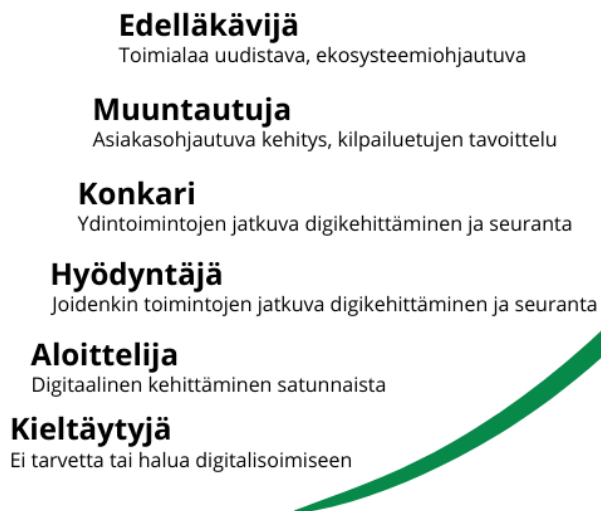 Edelläkävijä
Toimialaa uudistava, ekosysteemiohjautuva
Muuntautuja
Asiakasohjautuva kehitys, kilpailuetujen tavoittelu
Konkari
Ydintoimintojen jatkuva digikehittäminen ja seuranta
Hyödyntäjä
Joidenkin toimintojen jatkuva digikehittäminen ja seuranta
Aloittelija
Digitaalinen kehittäminen satunnaista
Kieltäytyjä
Ei tarvetta tai halua digitalisoimiseen